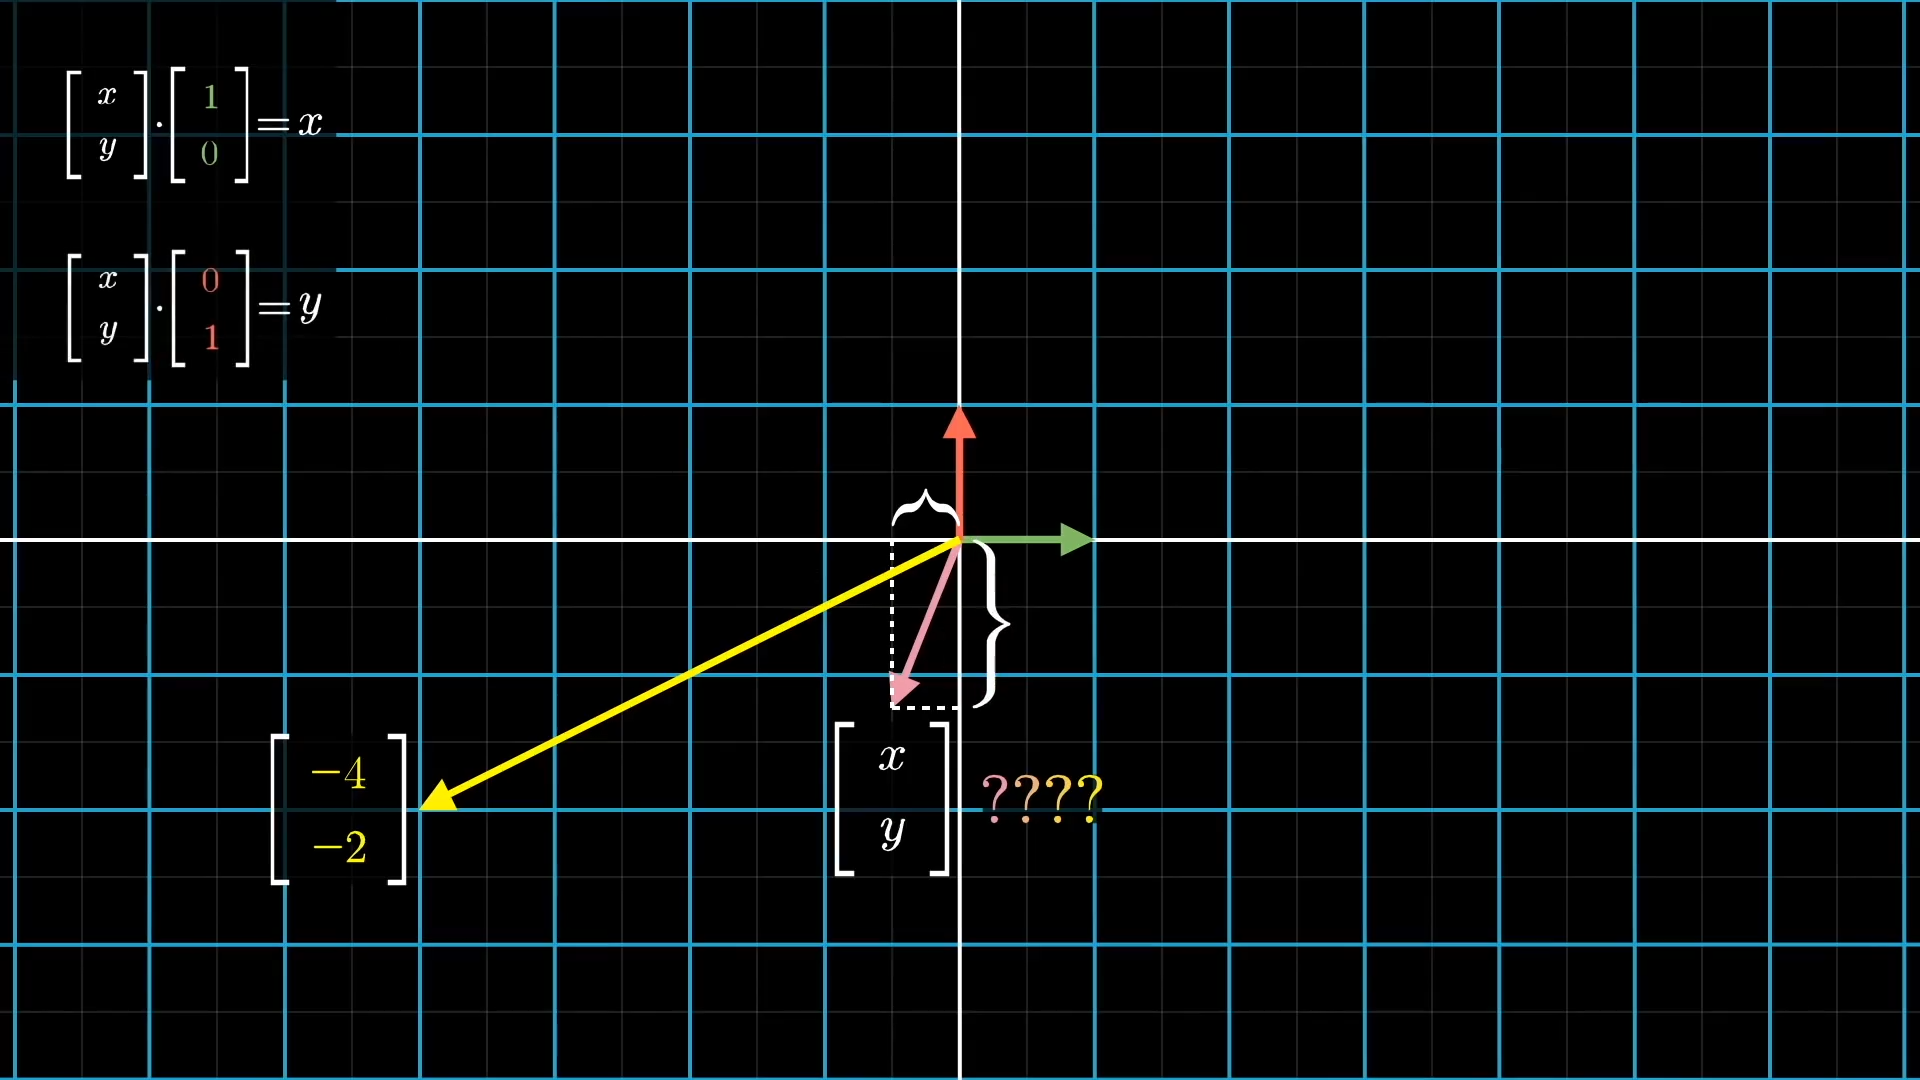 [x y] · [1 0] = x
[x y] · [0 1] = y
[−4 −2]
[x y] ????